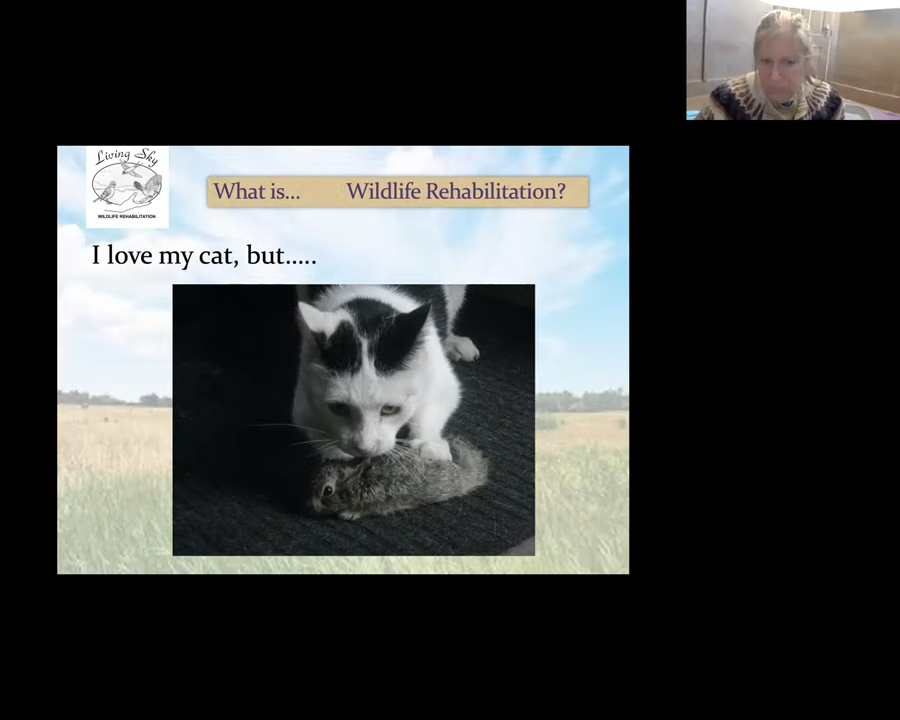 Living Sky
WILDLIFE REHABILITATION
What is... Wildlife Rehabilitation?
I love my cat, but.....